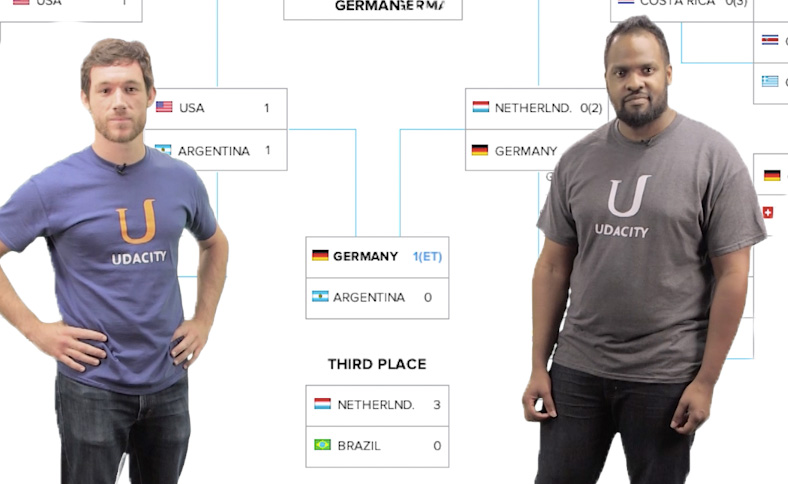 USA 1
GERMANY
COSTA RICA 0(3)
USA 1
ARGENTINA 1
NETHERLND. 0(2)
GERMANY
U
UDACITY
U
UDACITY
GERMANY 1(ET)
ARGENTINA 0
THIRD PLACE
NETHERLND. 3
BRAZIL 0